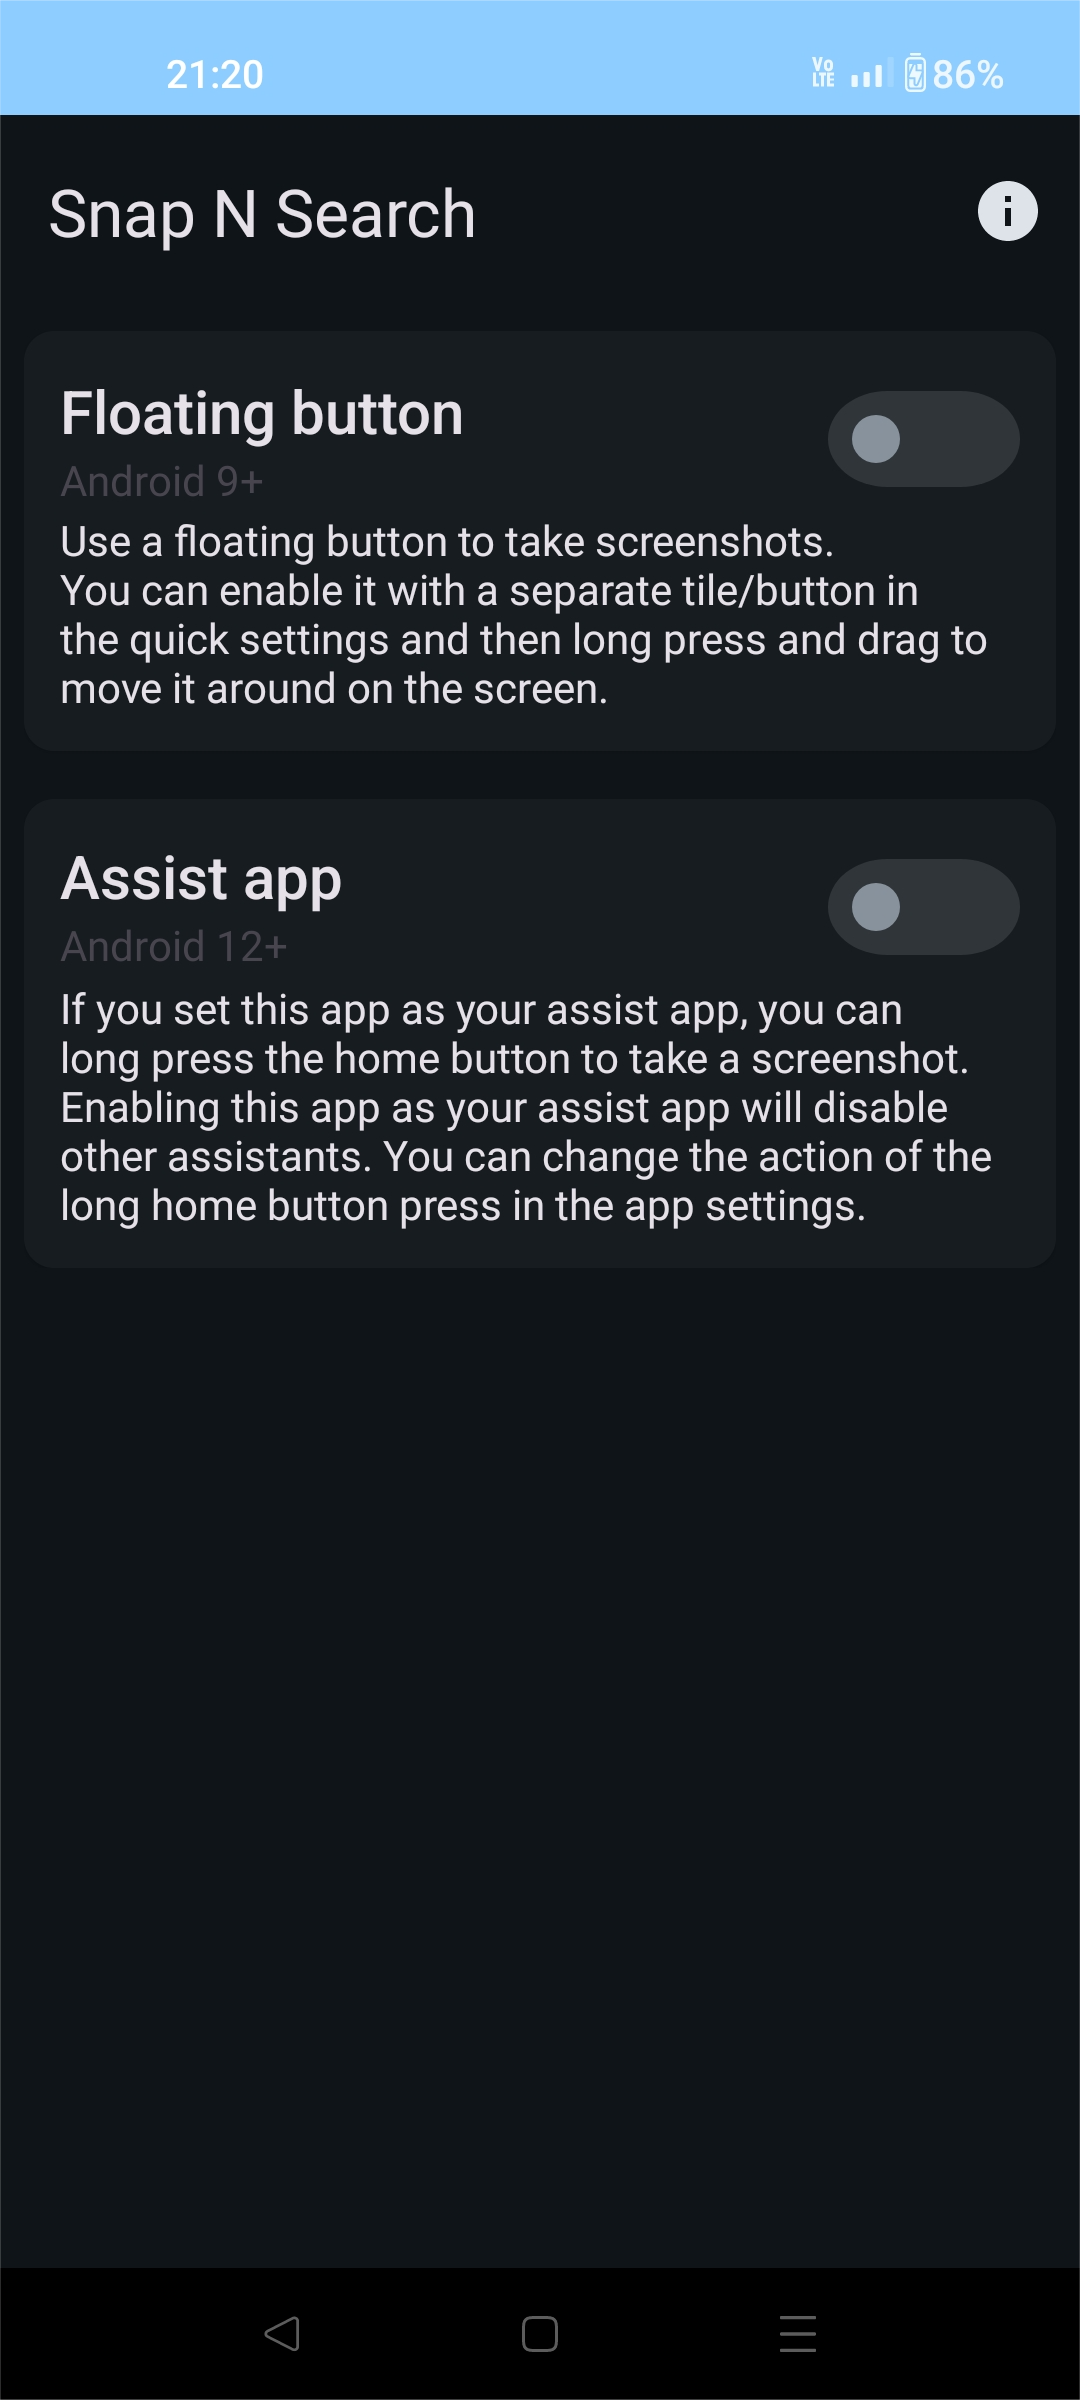 21:20
Vo
LTE
86%
Snap N Search
Floating button
Android 9+
Use a floating button to take screenshots.
You can enable it with a separate tile/button in
the quick settings and then long press and drag to
move it around on the screen.
Assist app
Android 12+
If you set this app as your assist app, you can
long press the home button to take a screenshot.
Enabling this app as your assist app will disable
other assistants. You can change the action of the
long home button press in the app settings.